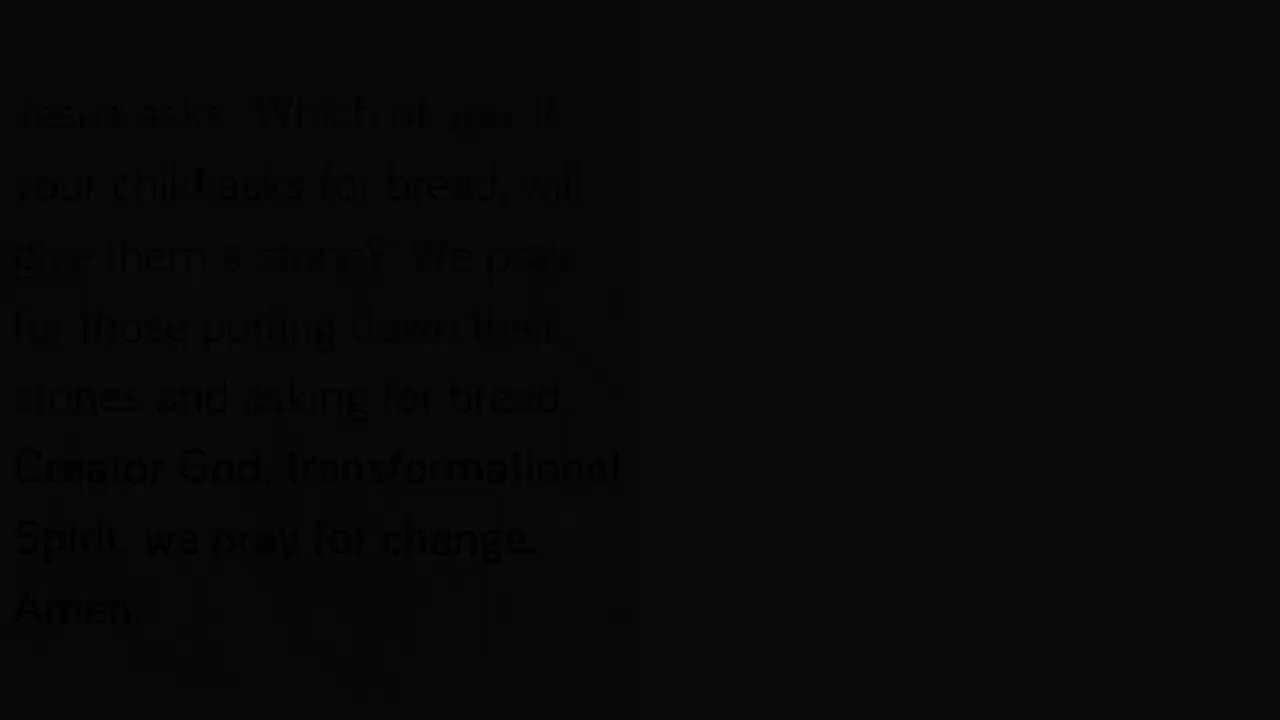 Jesus asks, 'Which of you, if
your child asks for bread, will
give them a stone?' We pray
for those putting down their
stones and asking for bread.
Creator God, transformational
Spirit, we pray for change.
Amen.